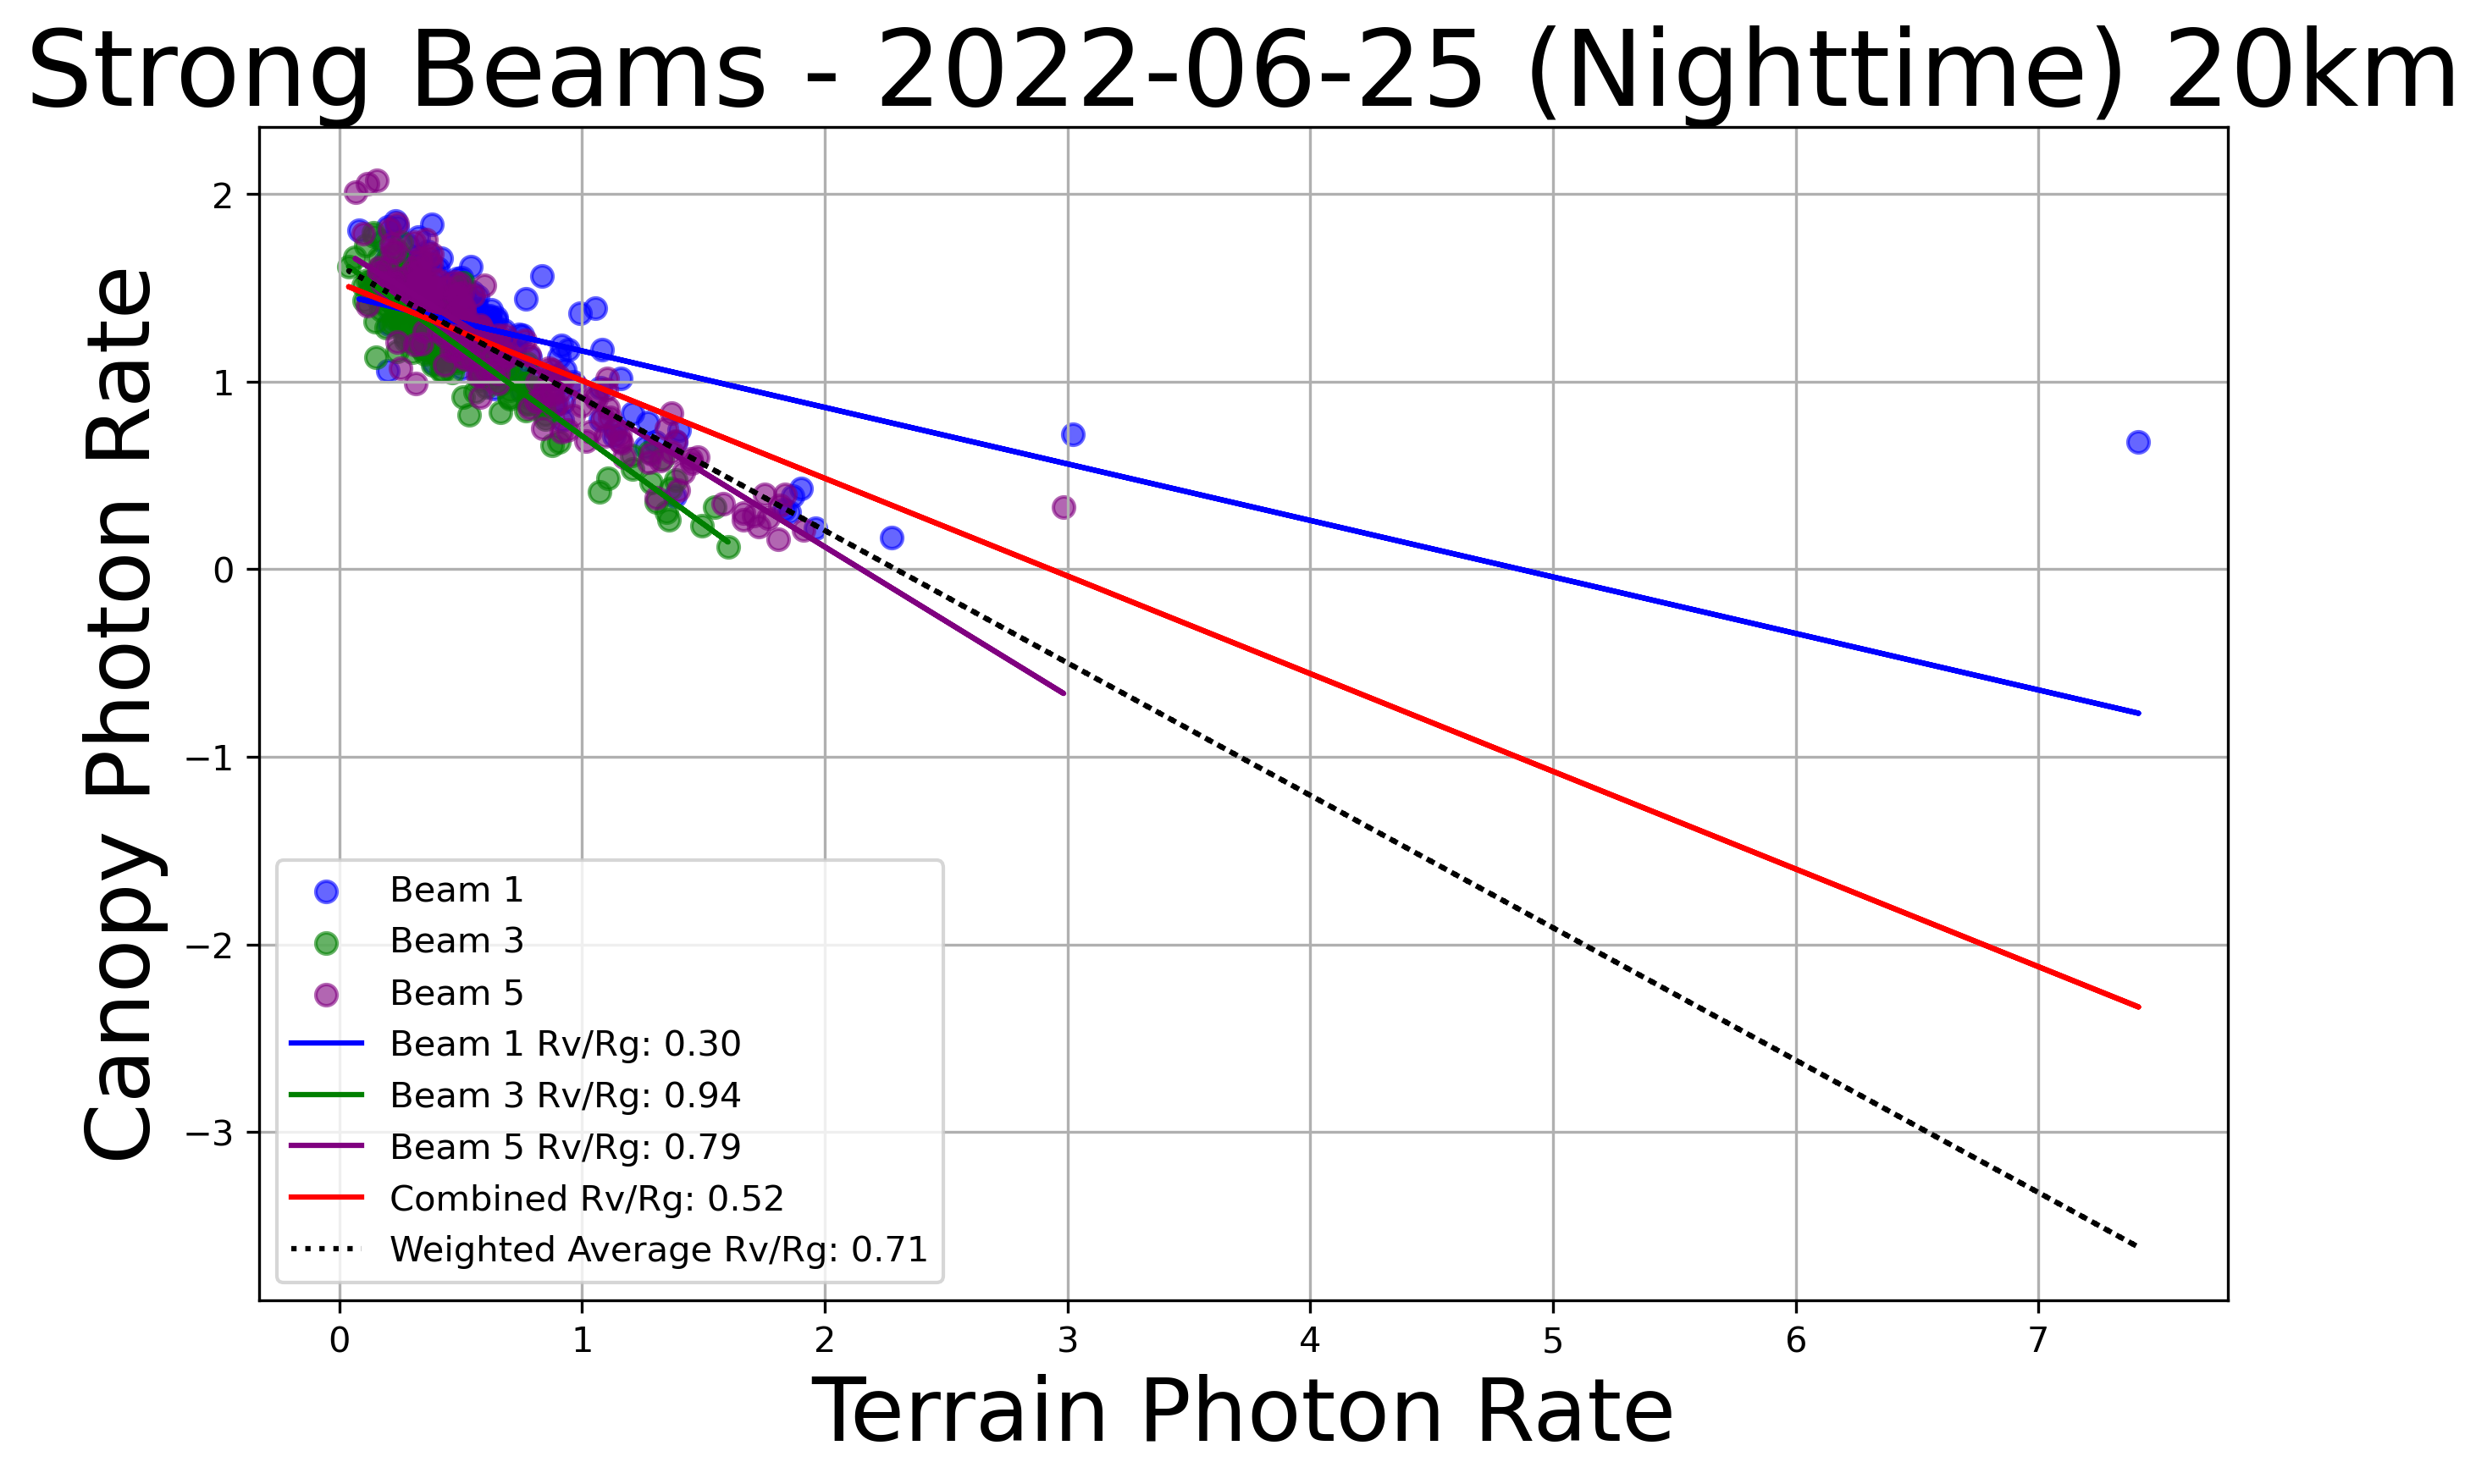 Strong Beams - 2022-06-25 (Nighttime) 20km
Canopy Photon Rate
2
1
0
−1
−2
−3
Beam 1
Beam 3
Beam 5
Beam 1 Rv/Rg: 0.30
Beam 3 Rv/Rg: 0.94
Beam 5 Rv/Rg: 0.79
Combined Rv/Rg: 0.52
Weighted Average Rv/Rg: 0.71
0 1 2 3 4 5 6 7
Terrain Photon Rate